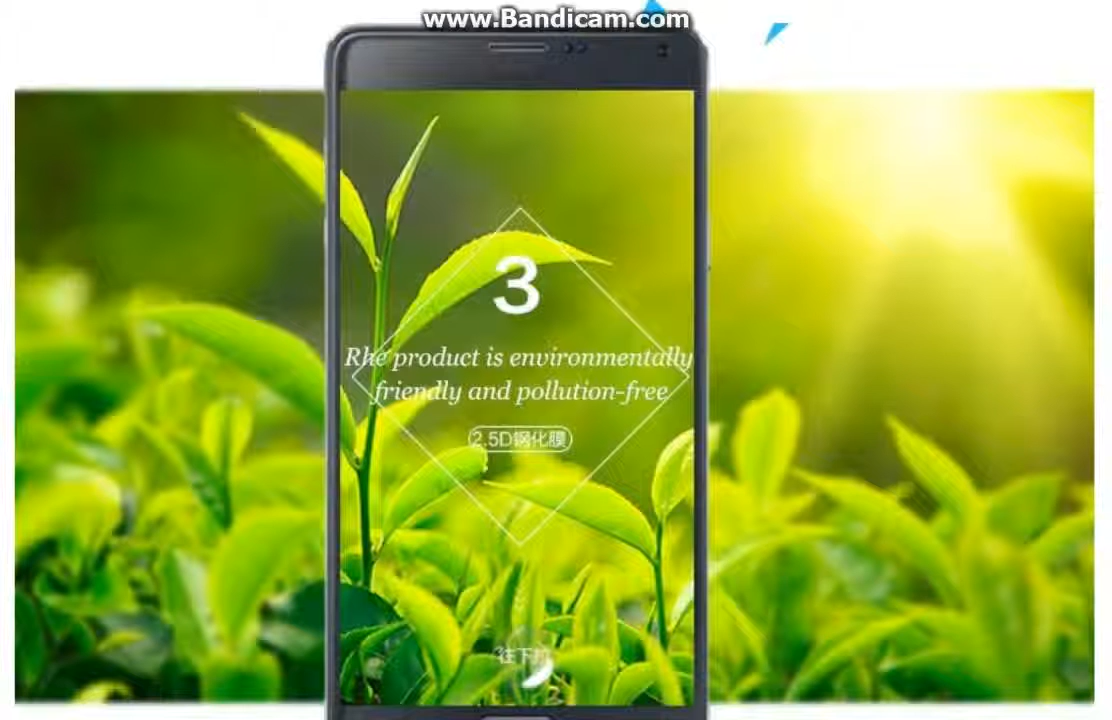 www.Bandicam.com
3
Rhe product is environmentally
friendly and pollution-free
2.5D钢化膜
往下拉